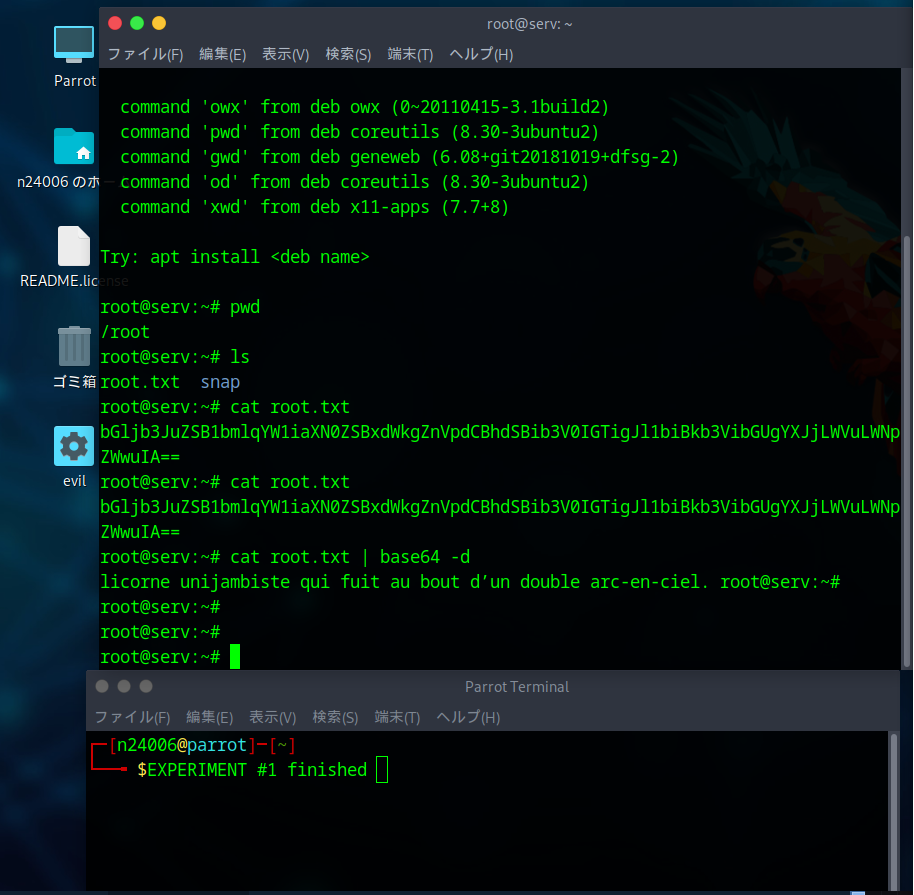 Parrot
n24006 のホ
README.license
ゴミ箱
evil
root@serv: ~
ファイル(F) 編集(E) 表示(V) 検索(S) 端末(T) ヘルプ(H)
command 'owx' from deb owx (0~20110415-3.1build2)
command 'pwd' from deb coreutils (8.30-3ubuntu2)
command 'gwd' from deb geneweb (6.08+git20181019+dfsg-2)
command 'od' from deb coreutils (8.30-3ubuntu2)
command 'xwd' from deb x11-apps (7.7+8)
Try: apt install <deb name>
root@serv:~# pwd
/root
root@serv:~# ls
root.txt  snap
root@serv:~# cat root.txt
bGljb3JuZSB1bmlqYW1iaXN0ZSBxdWkgZnVpdCBhdSBib3V0IGTigJl1biBkb3VibGUgYXJjLWVuLWNp
ZWwuIA==
root@serv:~# cat root.txt
bGljb3JuZSB1bmlqYW1iaXN0ZSBxdWkgZnVpdCBhdSBib3V0IGTigJl1biBkb3VibGUgYXJjLWVuLWNp
ZWwuIA==
root@serv:~# cat root.txt | base64 -d
licorne unijambiste qui fuit au bout d’un double arc-en-ciel. root@serv:~#
root@serv:~#
root@serv:~#
root@serv:~#
Parrot Terminal
ファイル(F) 編集(E) 表示(V) 検索(S) 端末(T) ヘルプ(H)
[n24006@parrot]─[~]
$EXPERIMENT #1 finished